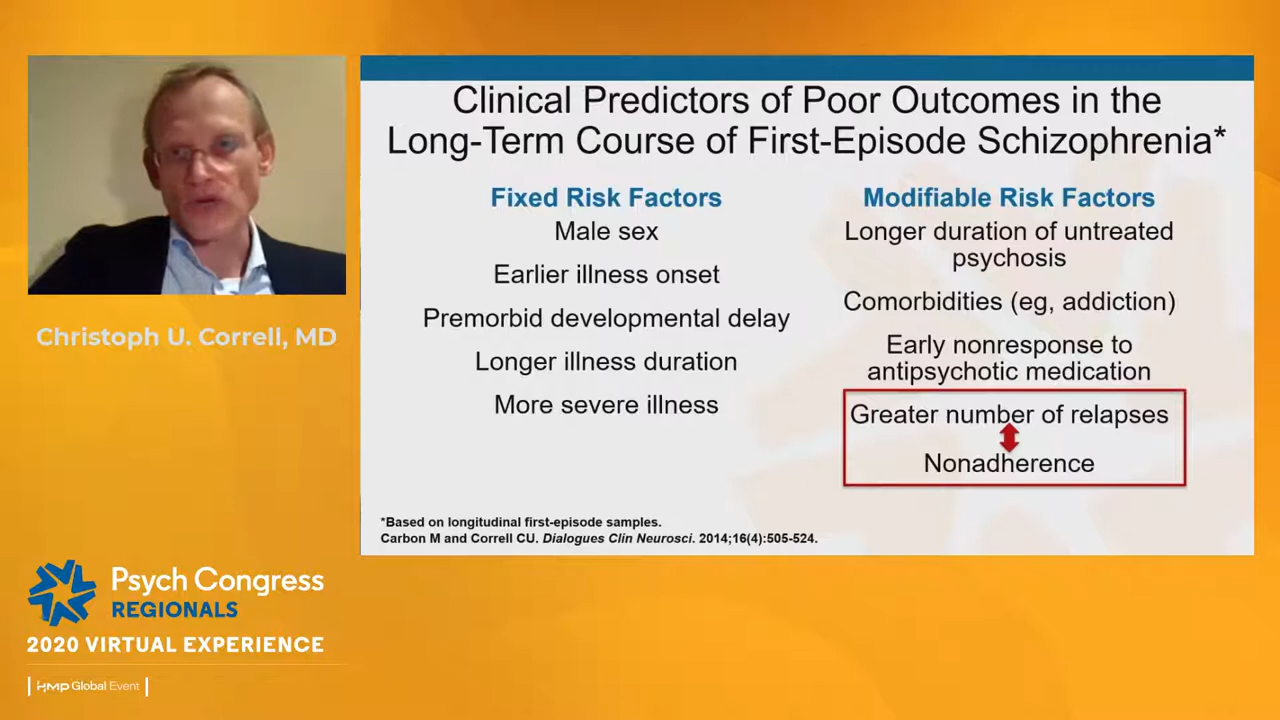 Clinical Predictors of Poor Outcomes in the
Long-Term Course of First-Episode Schizophrenia*
Fixed Risk Factors
Male sex
Earlier illness onset
Premorbid developmental delay
Longer illness duration
More severe illness
Modifiable Risk Factors
Longer duration of untreated
psychosis
Comorbidities (eg, addiction)
Early nonresponse to
antipsychotic medication
Greater number of relapses
Nonadherence
*Based on longitudinal first-episode samples.
Carbon M and Correll CU. Dialogues Clin Neurosci. 2014;16(4):505-524.
Christoph U. Correll, MD
Psych Congress
REGIONALS
2020 VIRTUAL EXPERIENCE
HMP Global Event